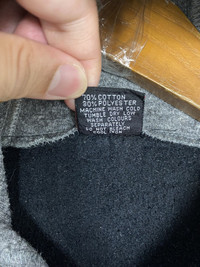 70%COTTON
30%POLYESTER
MACHINE WASH COLD
TUMBLE DRY LOW
WASH COLOURS
SEPARATELY
DO NOT BLEACH
COOL IRON